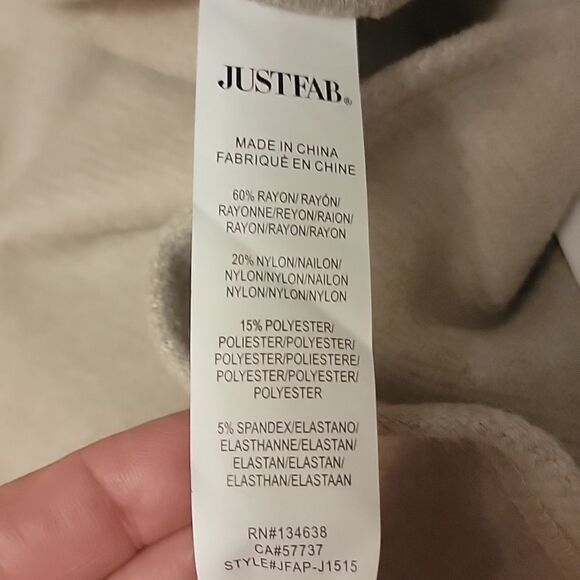 JUSTFAB®
MADE IN CHINA
FABRIQUÉ EN CHINE
60% RAYON/RAYÓN/
RAYONNE/REYON/RAION/
RAYON/RAYON/RAYON
20% NYLON/NAILON/
NYLON/NYLON/NAILON
NYLON/NYLON/NYLON
15% POLYESTER/
POLIESTER/POLYESTER/
POLYESTER/POLIESTERE/
POLYESTER/POLYESTER/
POLYESTER
5% SPANDEX/ELASTANO/
ELASTHANNE/ELASTAN/
ELASTAN/ELASTAN/
ELASTHAN/ELASTAAN
RN#134638
CA#57737
STYLE#JFAP-J1515